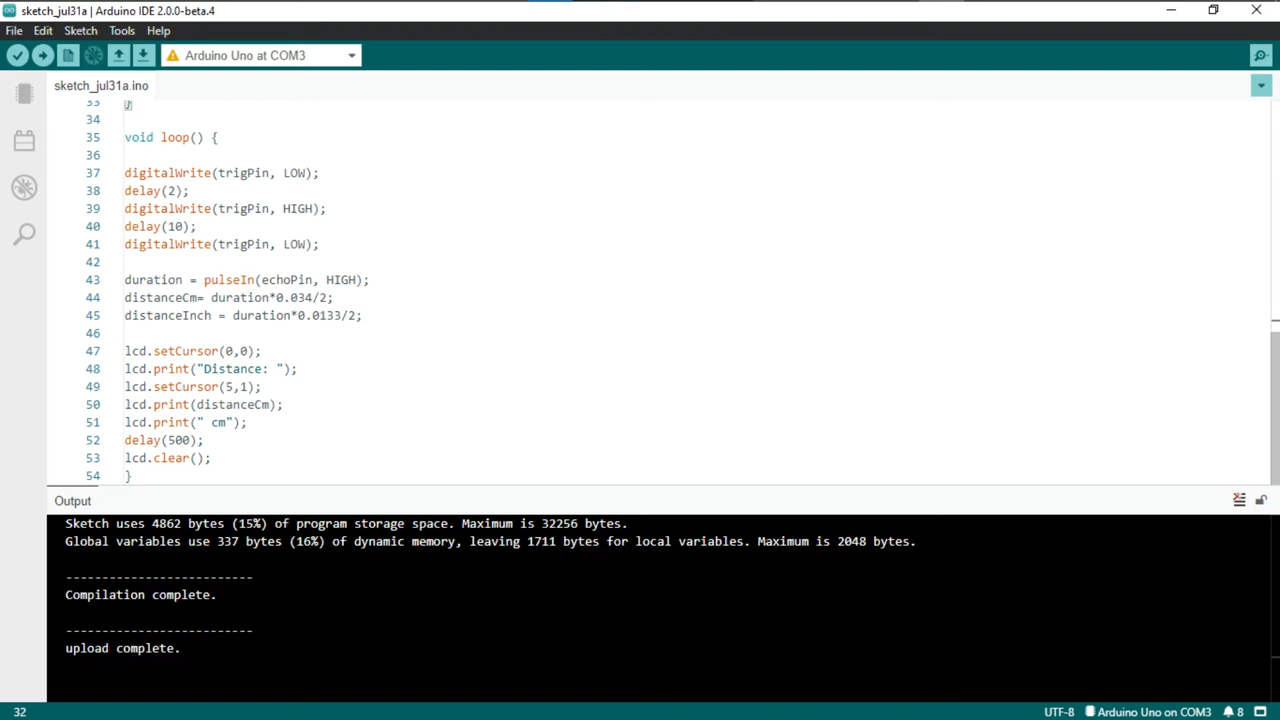 sketch_jul31a | Arduino IDE 2.0.0-beta.4
File Edit Sketch Tools Help
Arduino Uno at COM3
sketch_jul31a.ino
33 }
34
35 void loop() {
36
37 digitalWrite(trigPin, LOW);
38 delay(2);
39 digitalWrite(trigPin, HIGH);
40 delay(10);
41 digitalWrite(trigPin, LOW);
42
43 duration = pulseIn(echoPin, HIGH);
44 distanceCm= duration*0.034/2;
45 distanceInch = duration*0.0133/2;
46
47 lcd.setCursor(0,0);
48 lcd.print("Distance: ");
49 lcd.setCursor(5,1);
50 lcd.print(distanceCm);
51 lcd.print(" cm");
52 delay(500);
53 lcd.clear();
54 }
Output
Sketch uses 4862 bytes (15%) of program storage space. Maximum is 32256 bytes.
Global variables use 337 bytes (16%) of dynamic memory, leaving 1711 bytes for local variables. Maximum is 2048 bytes.
--------------------------
Compilation complete.
--------------------------
upload complete.
32 UTF-8 Arduino Uno on COM3 8